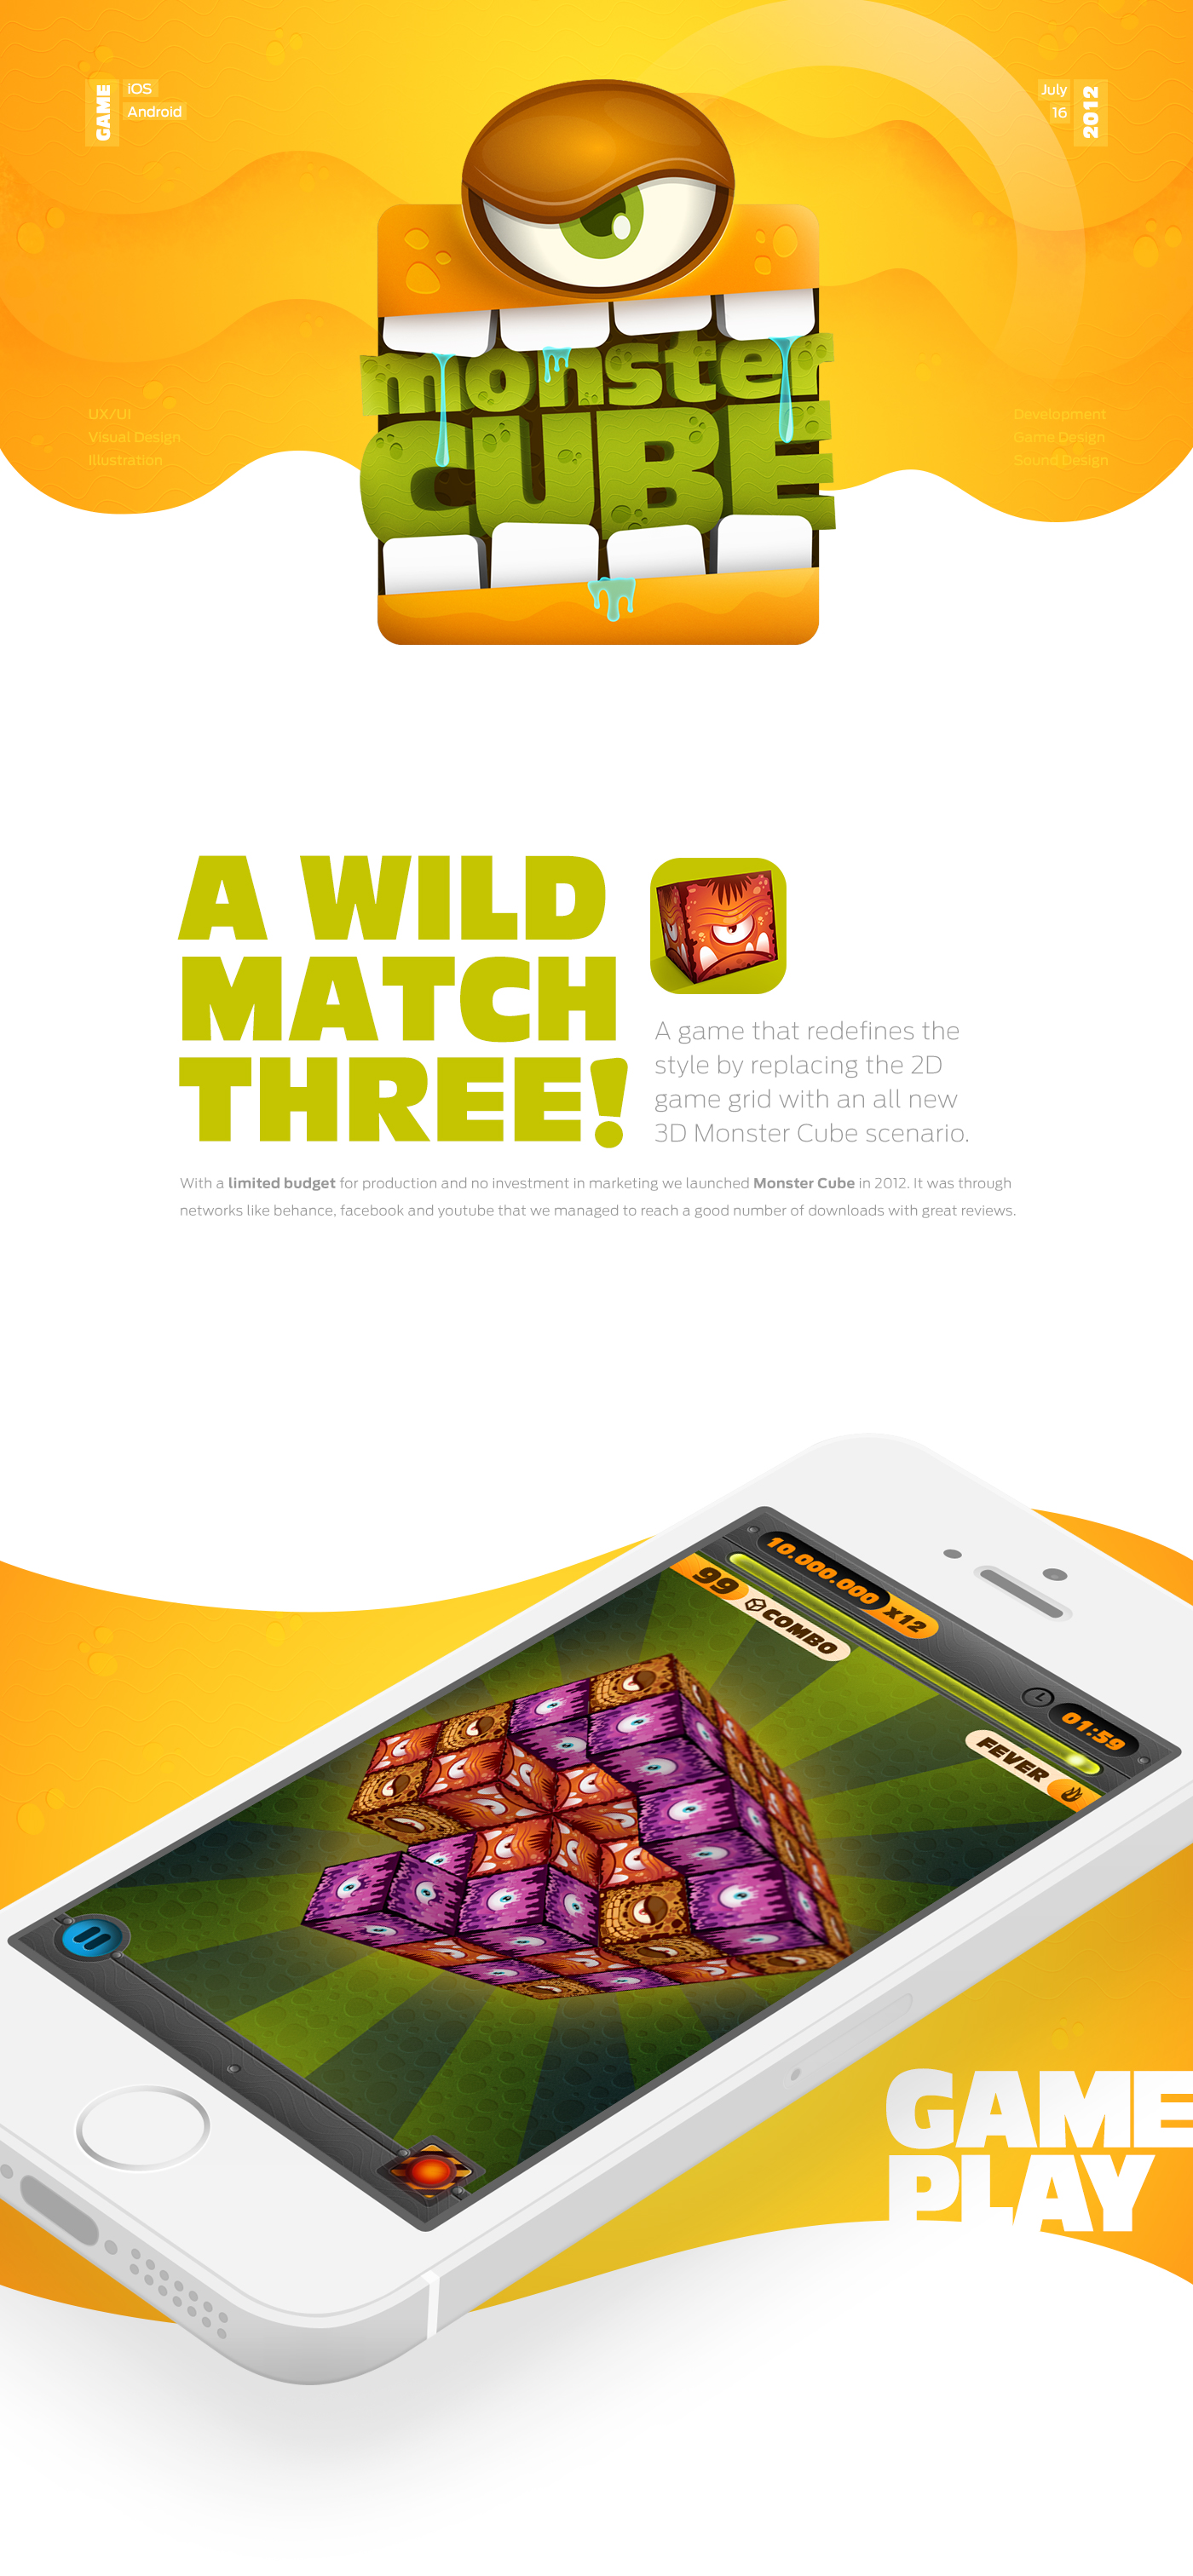 GAME
iOS
Android
July
16
2012
monster
CUBE
UX/UI
Visual Design
Illustration
Development
Game Design
Sound Design
A WILD
MATCH
THREE!
A game that redefines the
style by replacing the 2D
game grid with an all new
3D Monster Cube scenario.
With a limited budget for production and no investment in marketing we launched Monster Cube in 2012. It was through
networks like behance, facebook and youtube that we managed to reach a good number of downloads with great reviews.
10.000.000 x12
99 COMBO
01:59
FEVER
GAME
PLAY